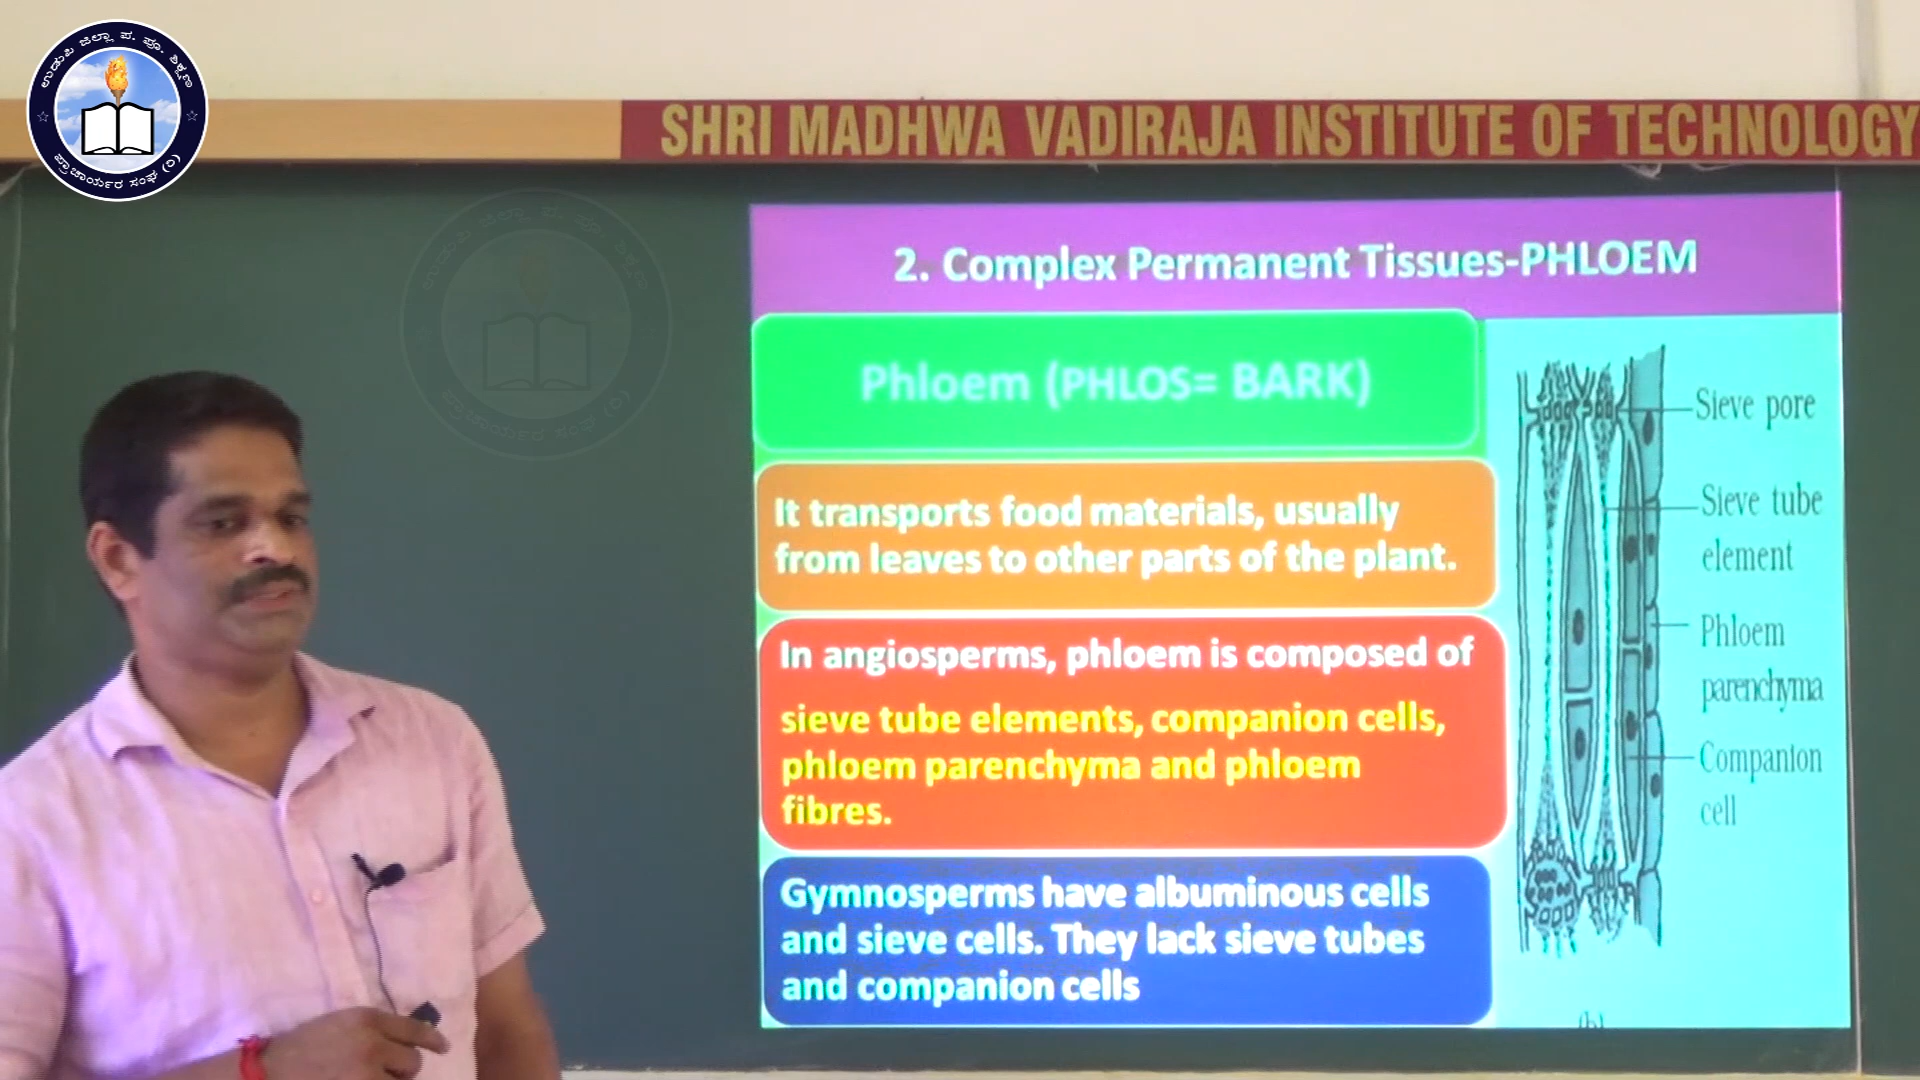 ಉಡುಪಿ ಜಿಲ್ಲಾ ಪ. ಪೂ. ಶಿಕ್ಷಣ
ಪ್ರಾಚಾರ್ಯರ ಸಂಘ (ರಿ)
SHRI MADHWA VADIRAJA INSTITUTE OF TECHNOLOGY
2. Complex Permanent Tissues-PHLOEM
Phloem (PHLOS= BARK)
It transports food materials, usually
from leaves to other parts of the plant.
In angiosperms, phloem is composed of
sieve tube elements, companion cells,
phloem parenchyma and phloem
fibres.
Gymnosperms have albuminous cells
and sieve cells. They lack sieve tubes
and companion cells
Sieve pore
Sieve tube
element
Phloem
parenchyma
Companion
cell
(b)